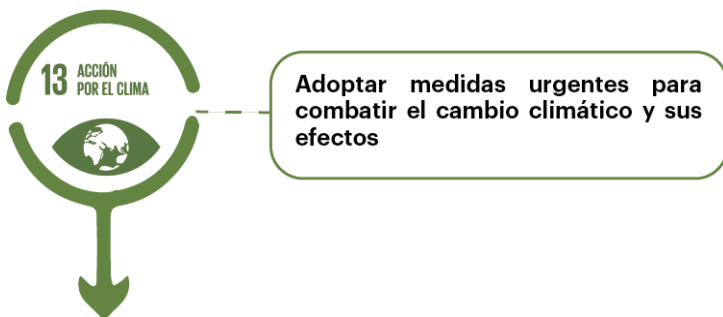 13 ACCIÓN
POR EL CLIMA
Adoptar medidas urgentes para
combatir el cambio climático y sus
efectos